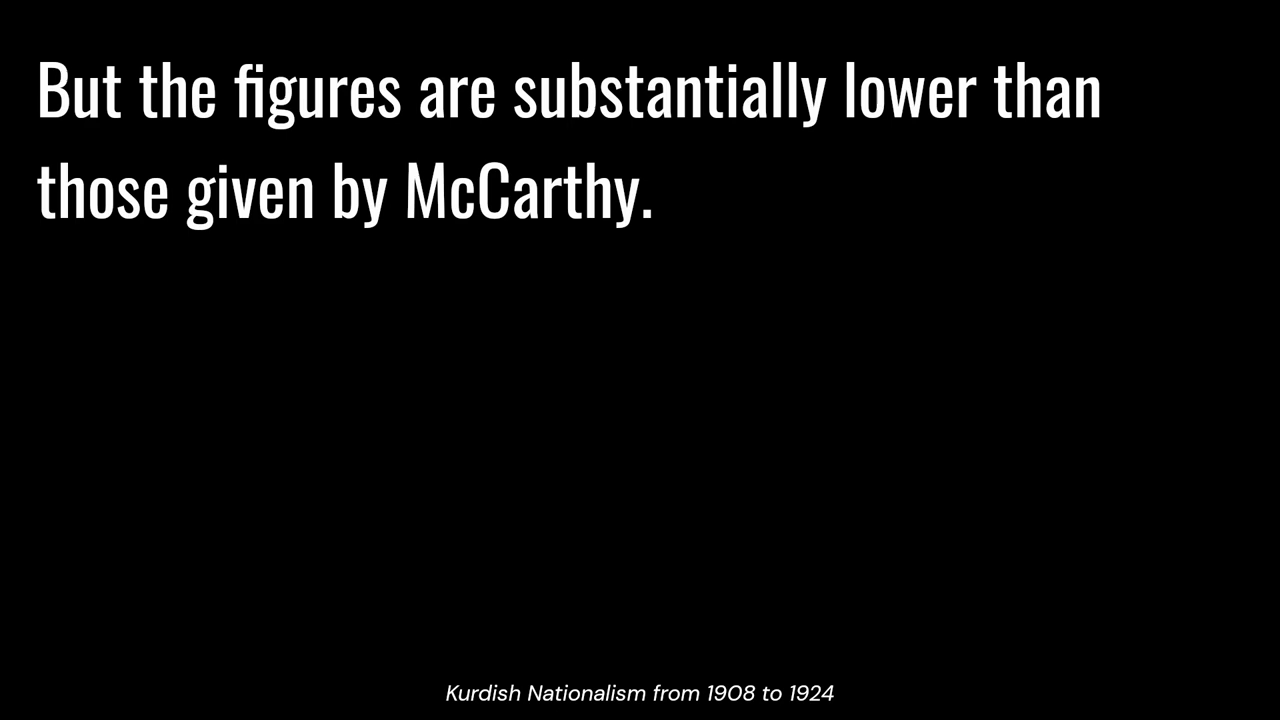 But the figures are substantially lower than
those given by McCarthy.
Kurdish Nationalism from 1908 to 1924